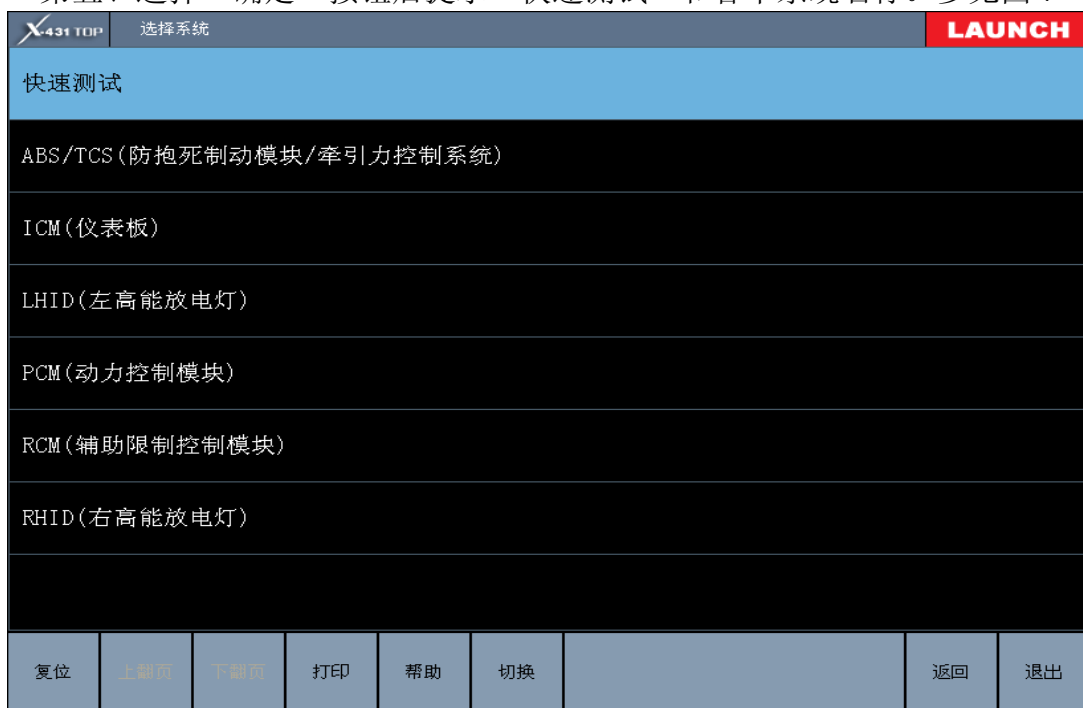 X-431 TOP 选择系统 LAUNCH
快速测试
ABS/TCS(防抱死制动模块/牵引力控制系统)
ICM(仪表板)
LHID(左高能放电灯)
PCM(动力控制模块)
RCM(辅助限制控制模块)
RHID(右高能放电灯)
复位 上翻页 下翻页 打印 帮助 切换 返回 退出